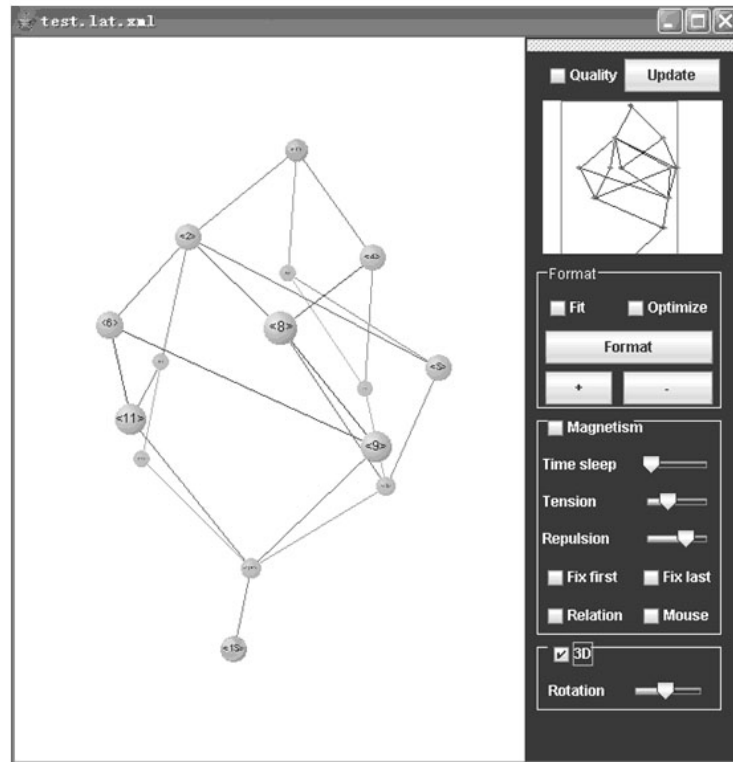 test.lat.xml
Quality Update
<2>
<4>
Format
Fit Optimize
<6>
<8>
Format
<5>
+ -
<11>
Magnetism
<9>
Time sleep
Tension
Repulsion
Fix first Fix last
Relation Mouse
<15>
3D
Rotation